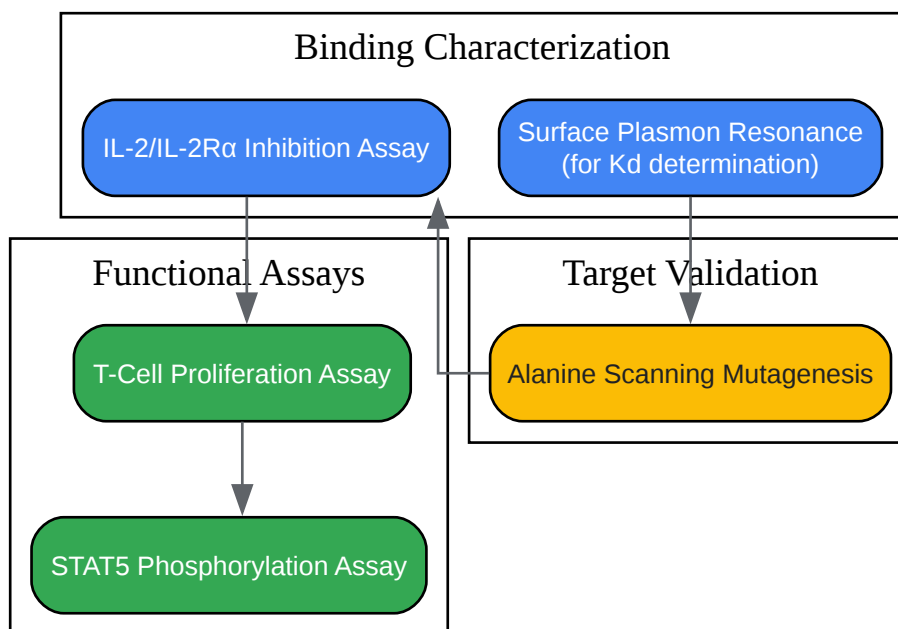 Binding Characterization
IL-2/IL-2Rα Inhibition Assay
Surface Plasmon Resonance
(for Kd determination)
Functional Assays
Target Validation
T-Cell Proliferation Assay
Alanine Scanning Mutagenesis
STAT5 Phosphorylation Assay